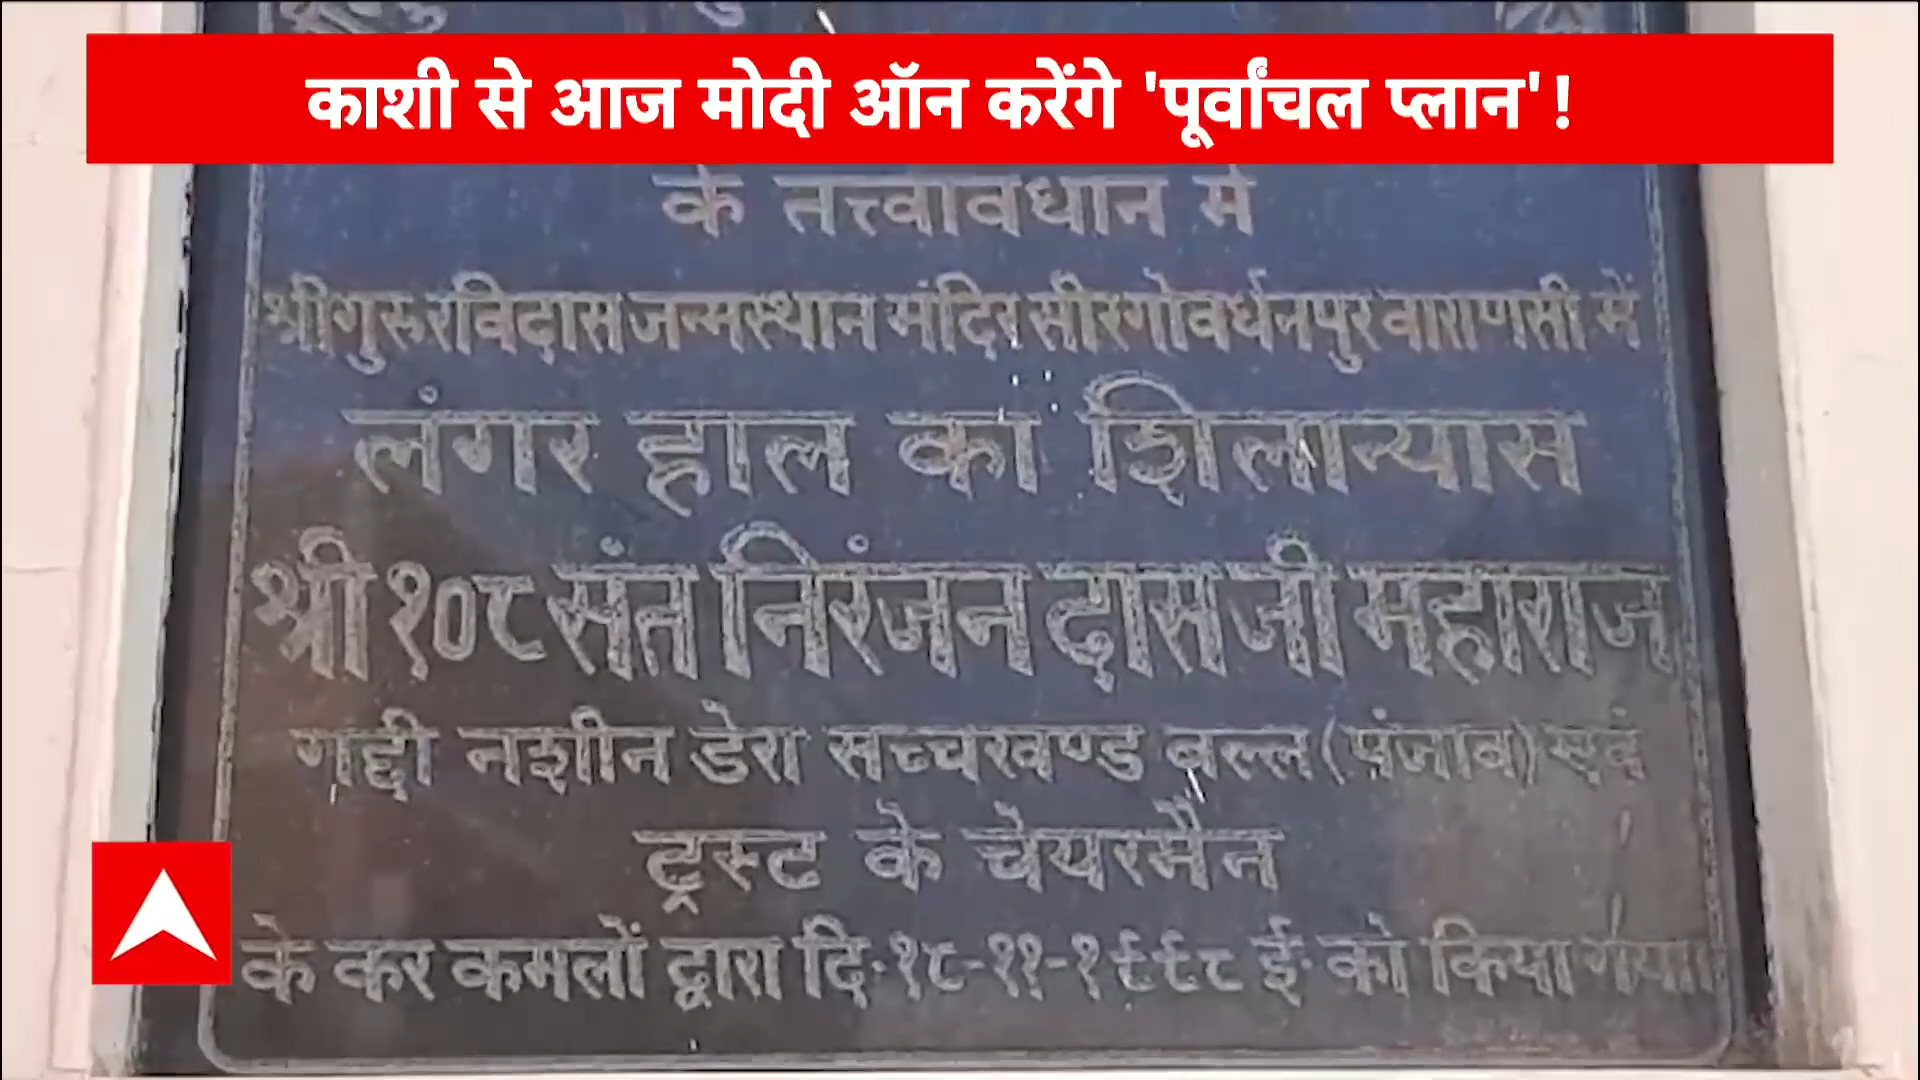 काशी से आज मोदी ऑन करेंगे 'पूर्वांचल प्लान'!
के तत्त्वावधान में
श्री गुरू रविदास जन्मस्थान मंदिर सीरगोवर्धनपुर वाराणसी में
लंगर हाल का शिलान्यास
श्री १०८ संत निरंजन दास जी महाराज
गद्दी नशीन डेरा सच्चखण्ड बल्ल (पंजाब) एवं
ट्रस्ट के चेयरमैन
के कर कमलों द्वारा दि·१८-११-१९९८ ई· को किया गया।